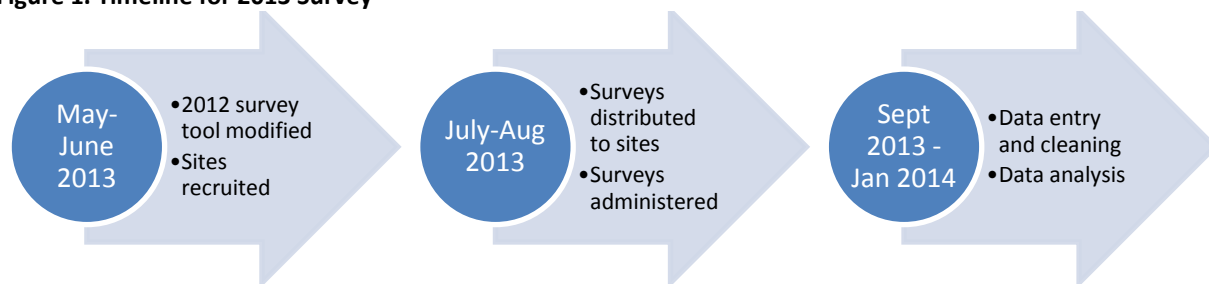 Figure 1. Timeline for 2013 Survey
May-
June
2013
•2012 survey
tool modified
•Sites
recruited
July-Aug
2013
•Surveys
distributed
to sites
•Surveys
administered
Sept
2013 -
Jan 2014
•Data entry
and cleaning
•Data analysis